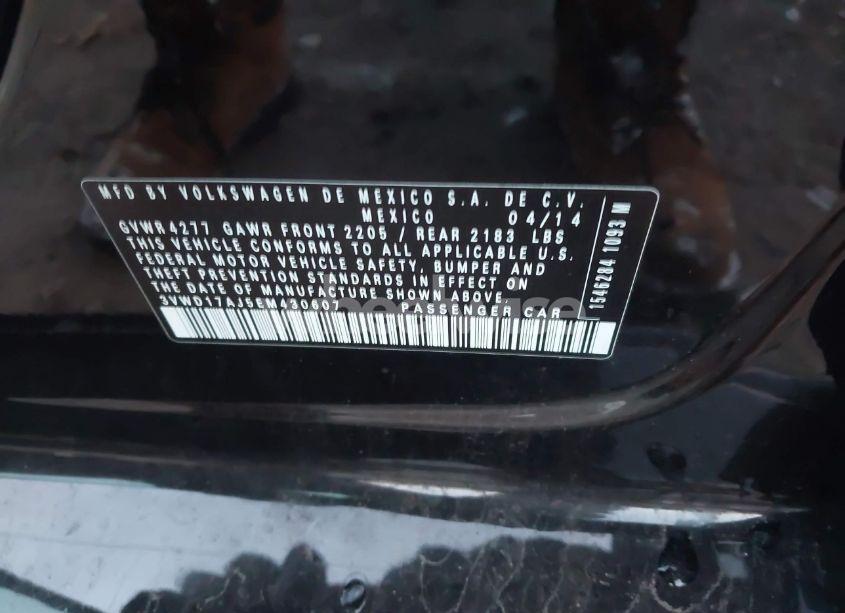 MFD BY VOLKSWAGEN DE MEXICO S.A. DE C.V.
MEXICO 04/14
GVWR 4277 GAWR FRONT 2205 / REAR 2183 LBS
THIS VEHICLE CONFORMS TO ALL APPLICABLE U.S.
FEDERAL MOTOR VEHICLE SAFETY, BUMPER AND
THEFT PREVENTION STANDARDS IN EFFECT ON
THE DATE OF MANUFACTURE SHOWN ABOVE.
3VWD17AJ5EM430607 PASSENGER CAR
1546284 1093 M